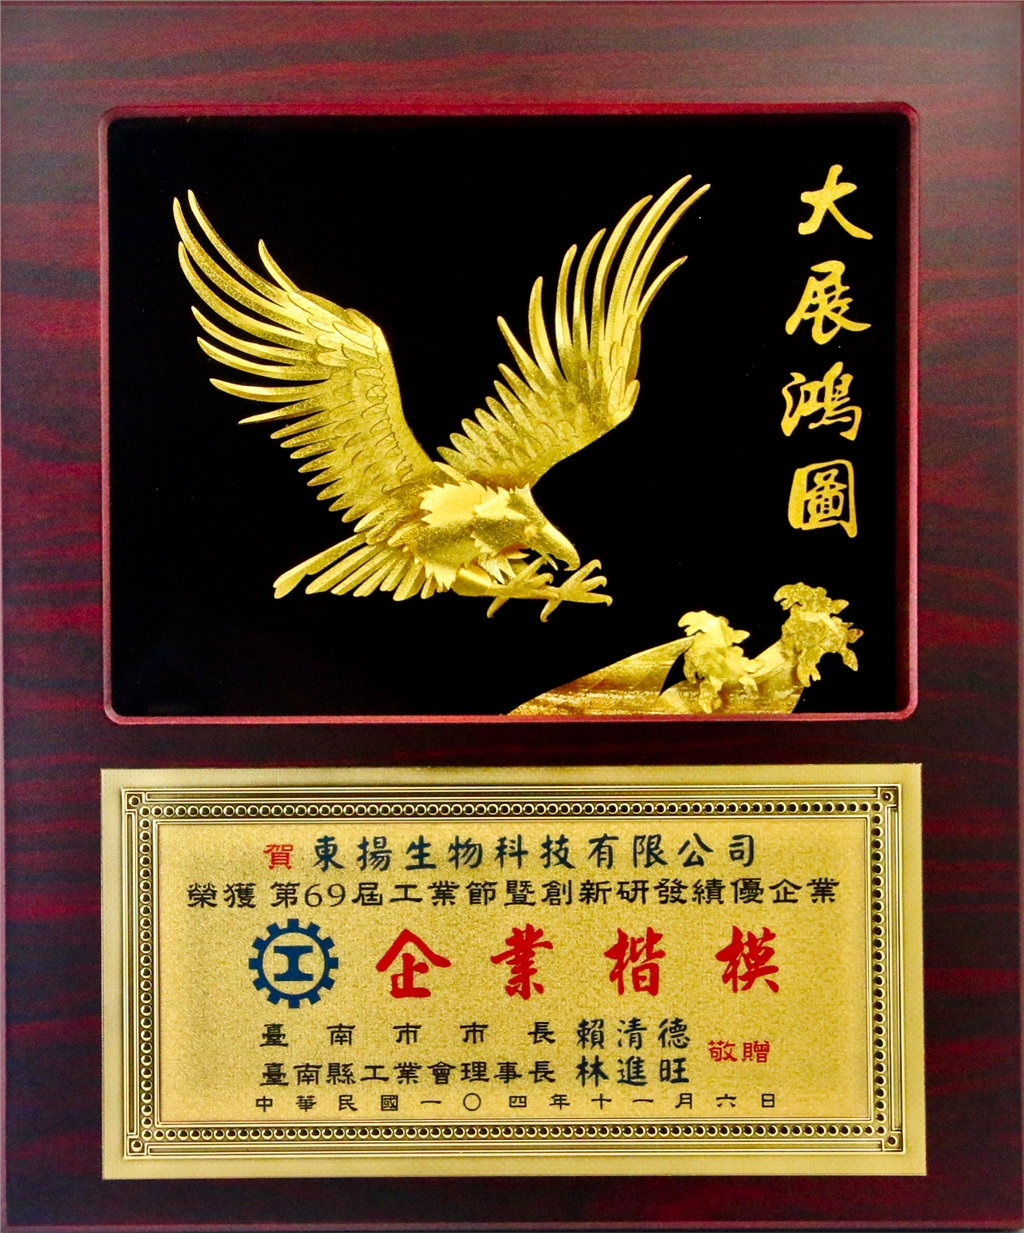 大展鴻圖
賀 東揚生物科技有限公司
榮獲 第69屆工業節暨創新研發績優企業
工 企業楷模
臺南市市長 賴清德
臺南縣工業會理事長 林進旺 敬贈
中華民國一〇四年十一月六日